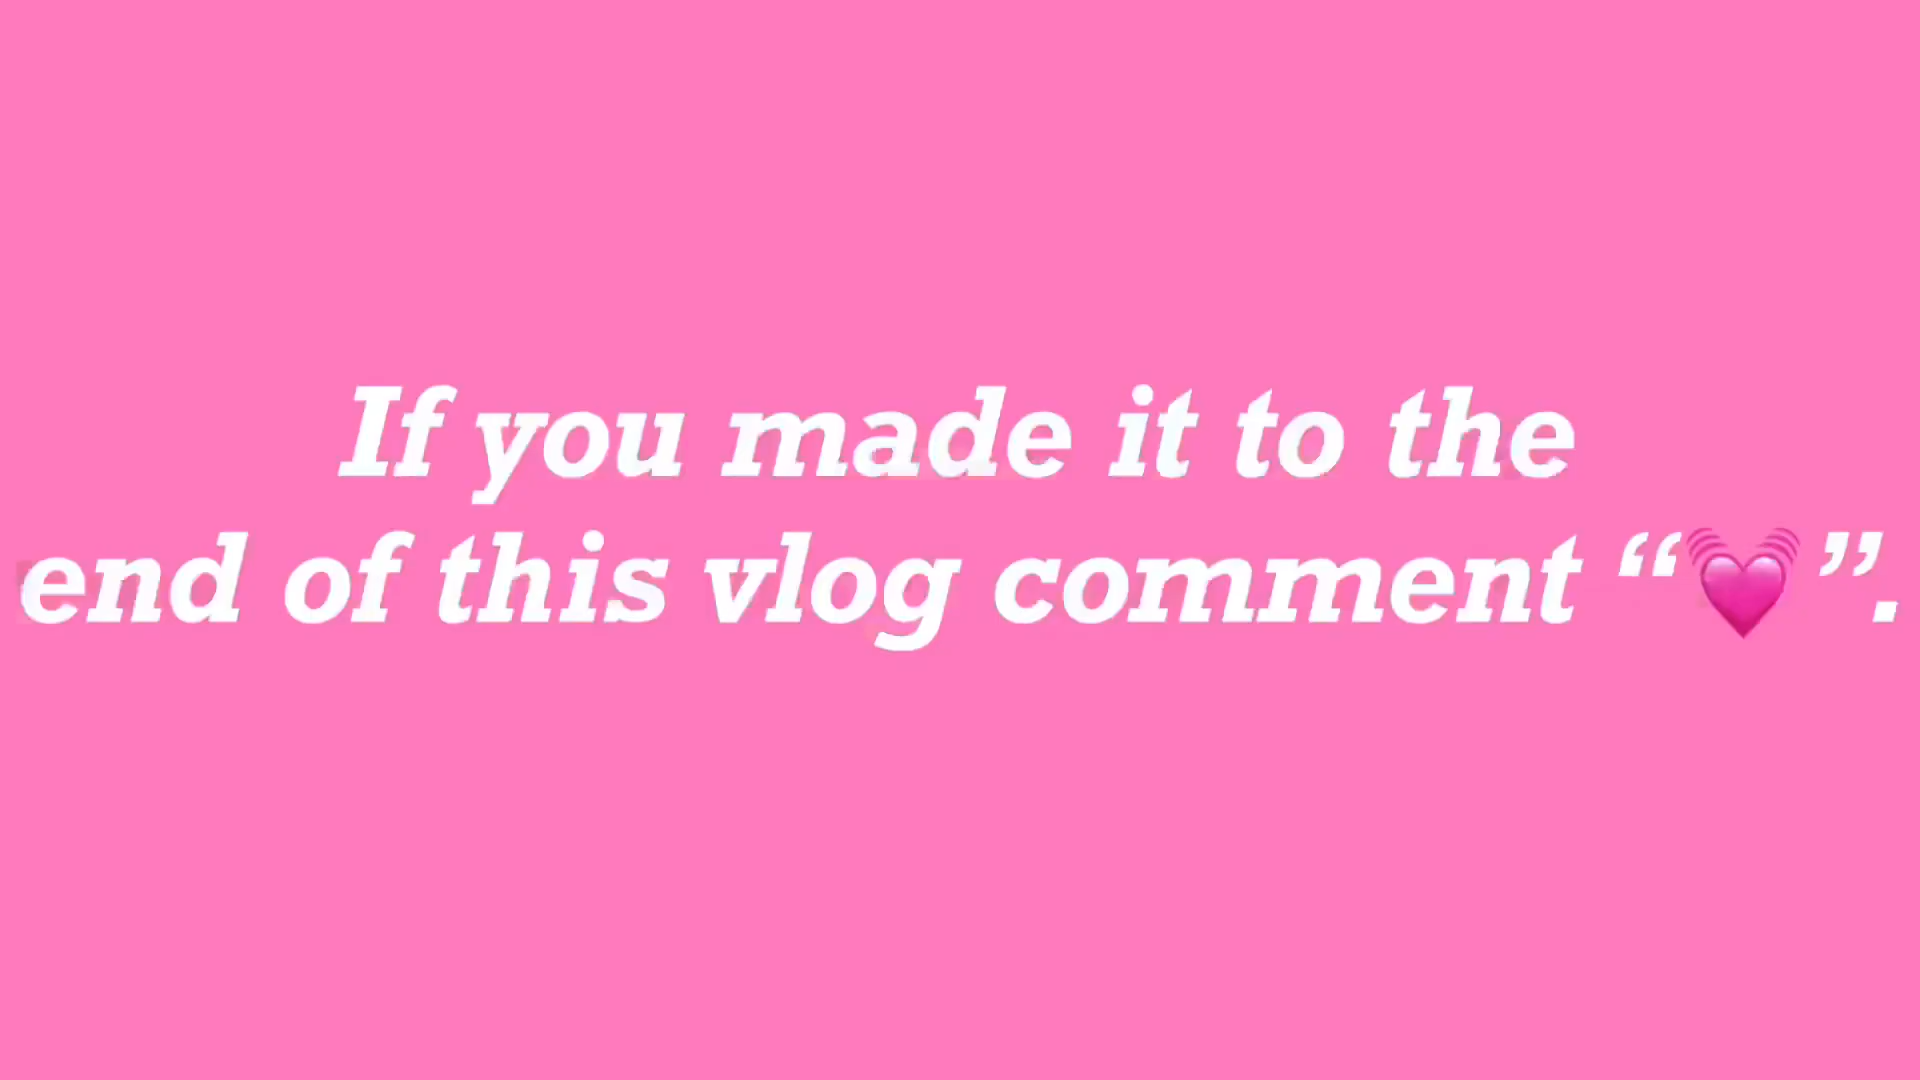 If you made it to the
end of this vlog comment “💓”.